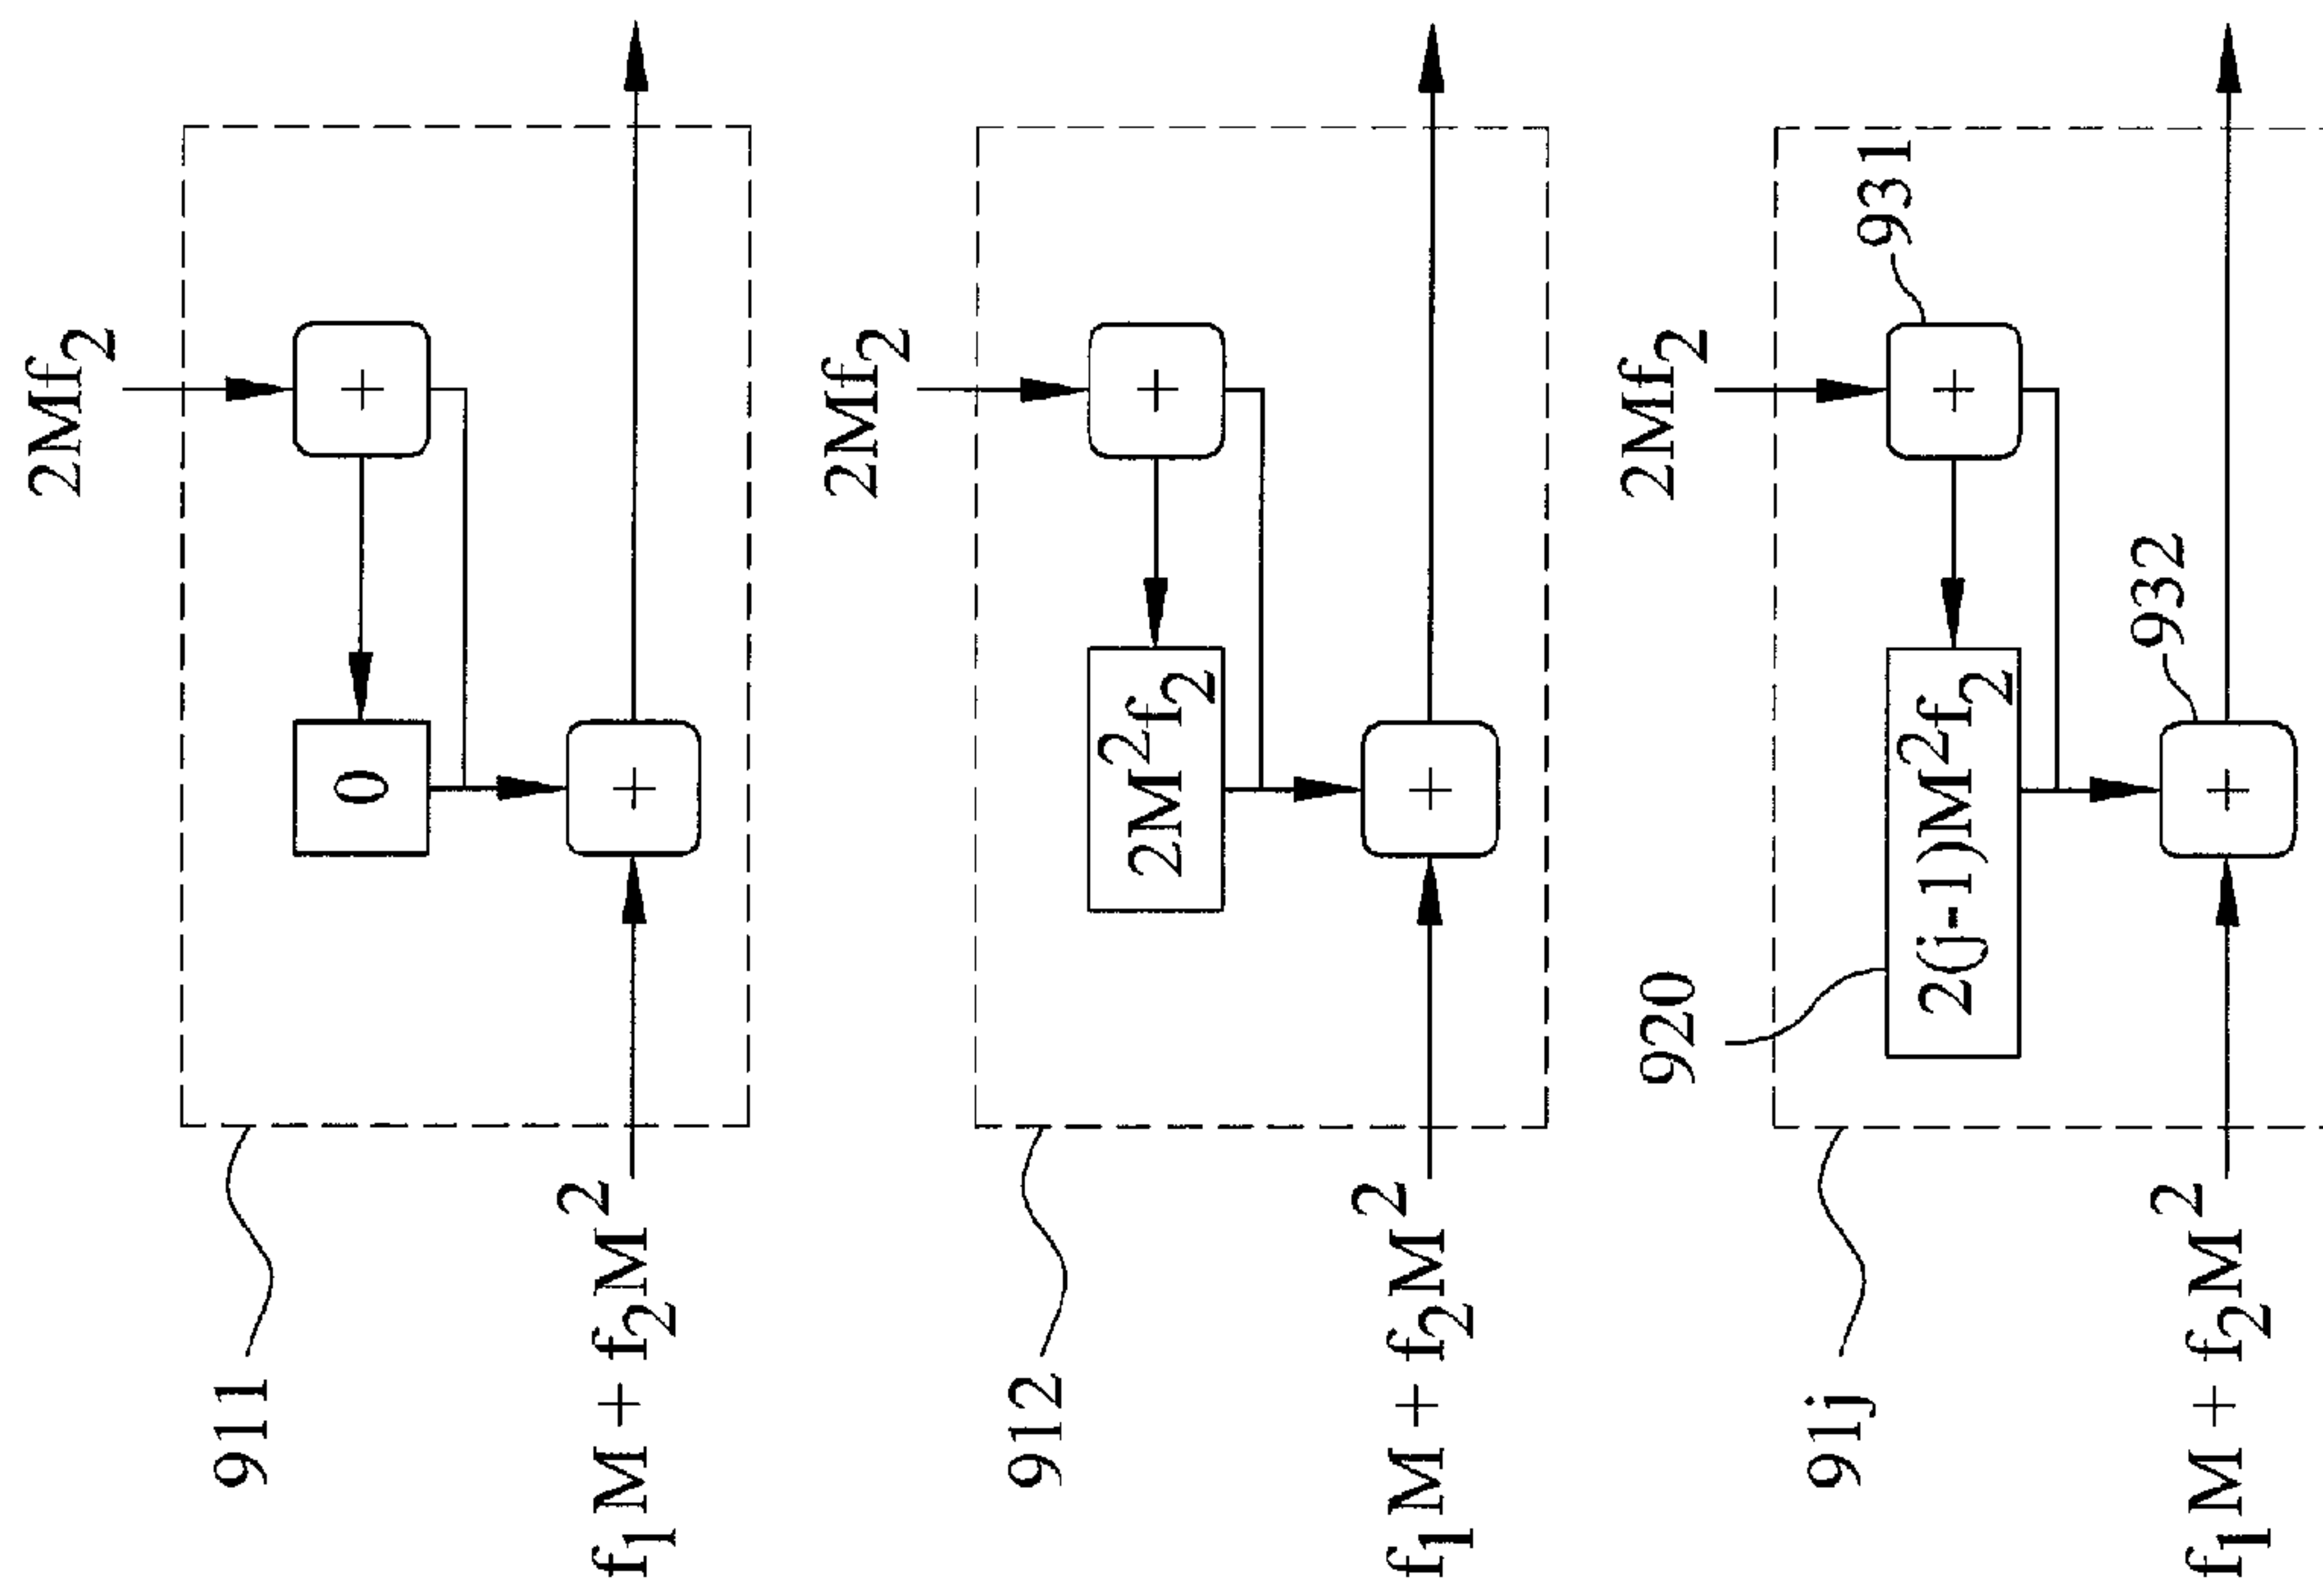 911
2Mf₂
0
+
+
f₁M + f₂M²
912
2Mf₂
2M²f₂
+
+
f₁M + f₂M²
91j
920
2Mf₂
931
2(j-1)M²f₂
+
932
+
f₁M + f₂M²